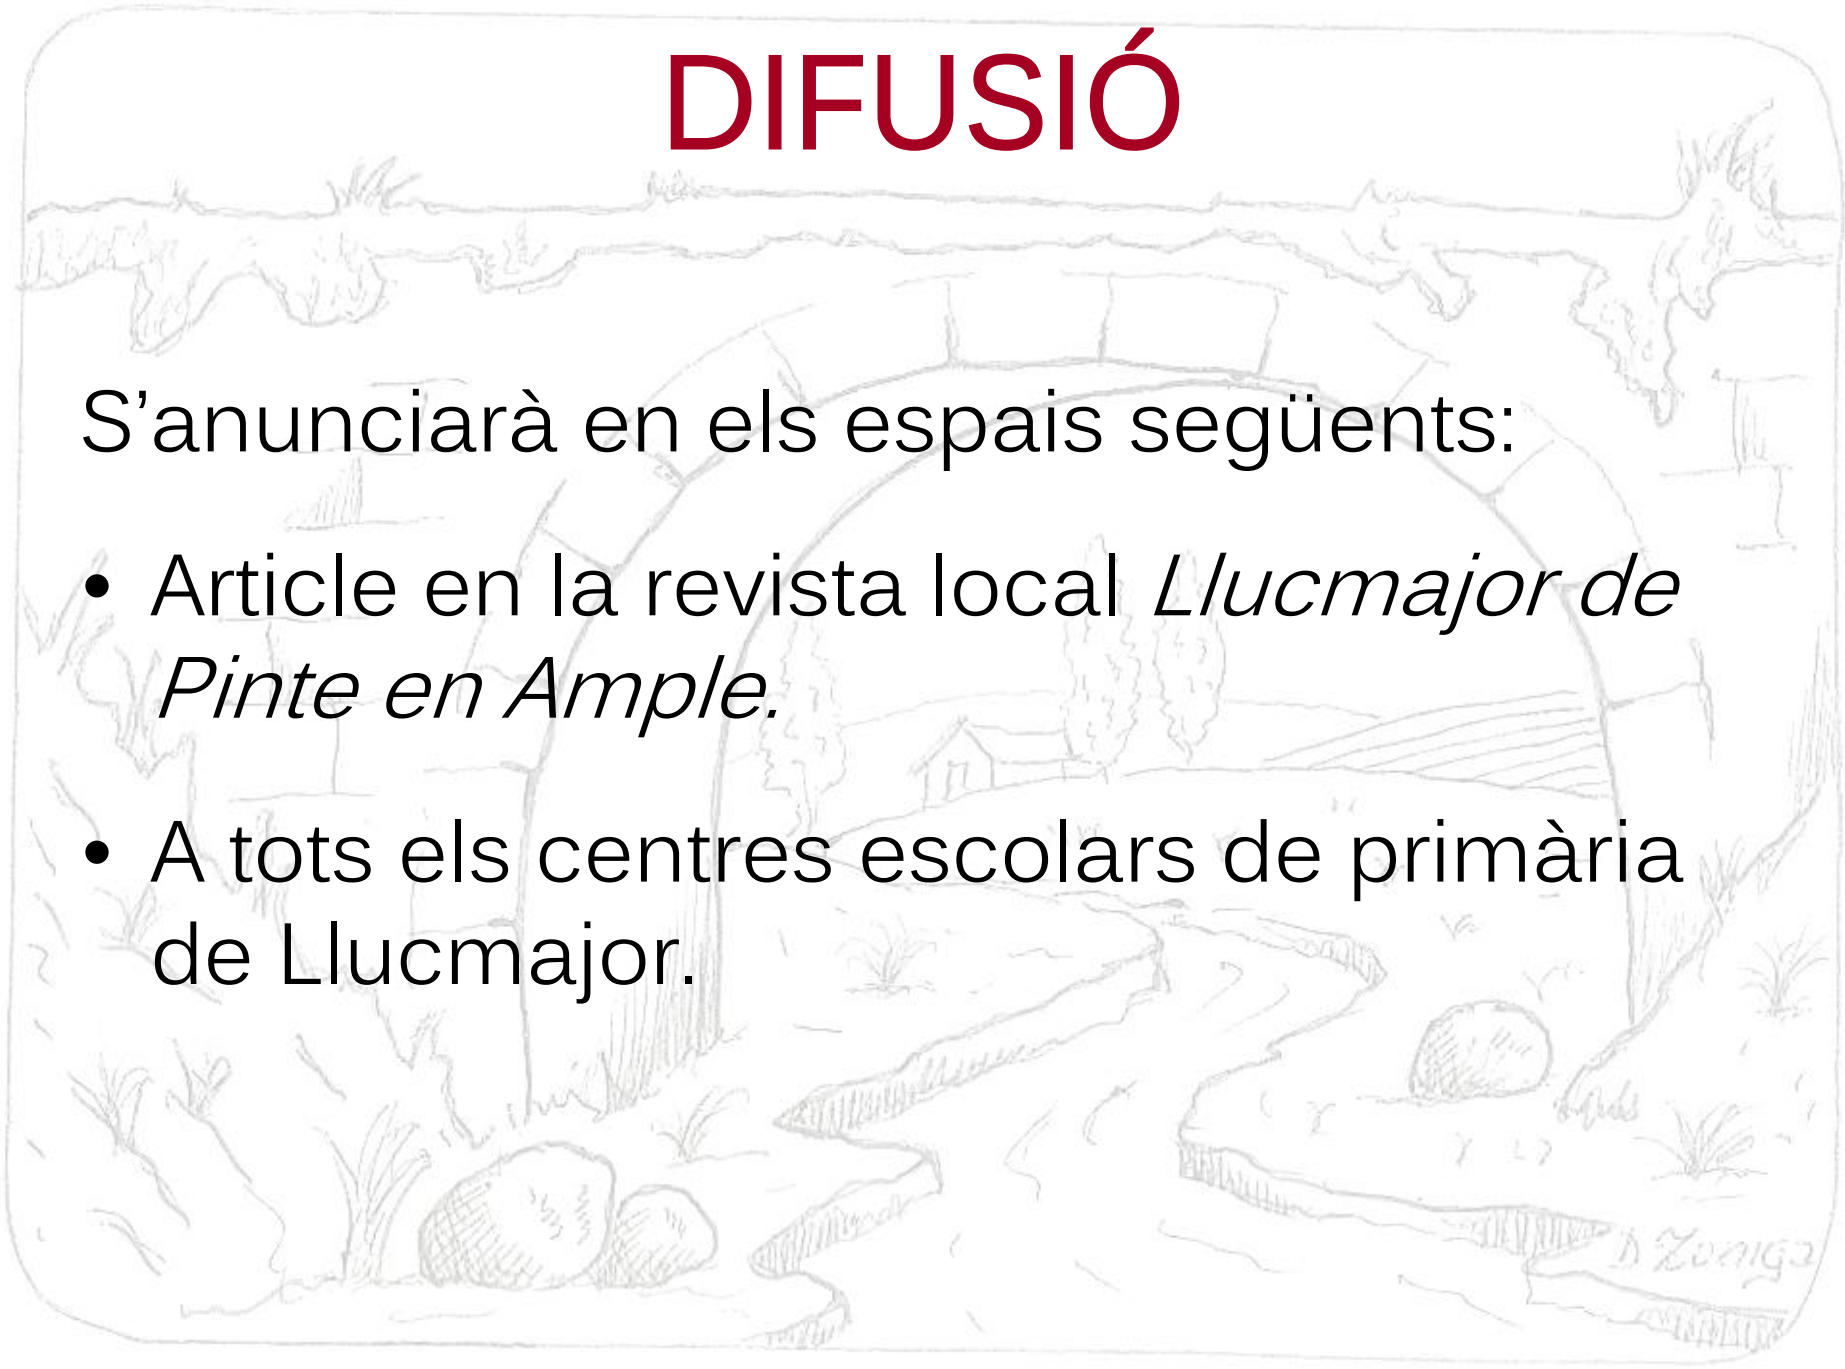 DIFUSIÓ
S’anunciarà en els espais següents:
• Article en la revista local Llucmajor de
Pinte en Ample.
• A tots els centres escolars de primària
de Llucmajor.